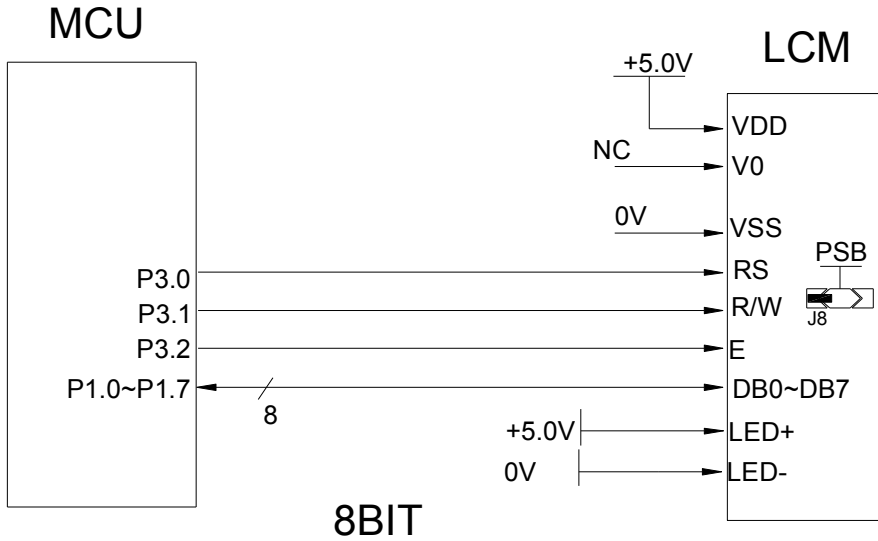 MCU
LCM
+5.0V
VDD
NC
V0
0V
VSS
PSB
P3.0
RS
P3.1
R/W
J8
P3.2
E
P1.0~P1.7
8
DB0~DB7
+5.0V
LED+
0V
LED-
8BIT